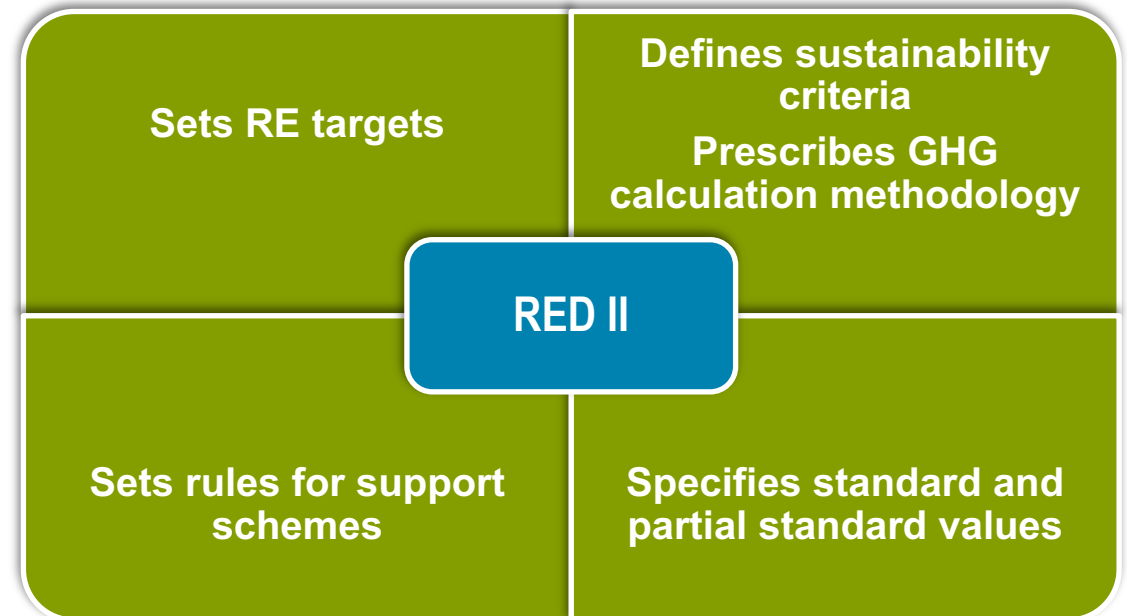 Sets RE targets
Defines sustainability
criteria
Prescribes GHG
calculation methodology
RED II
Sets rules for support
schemes
Specifies standard and
partial standard values